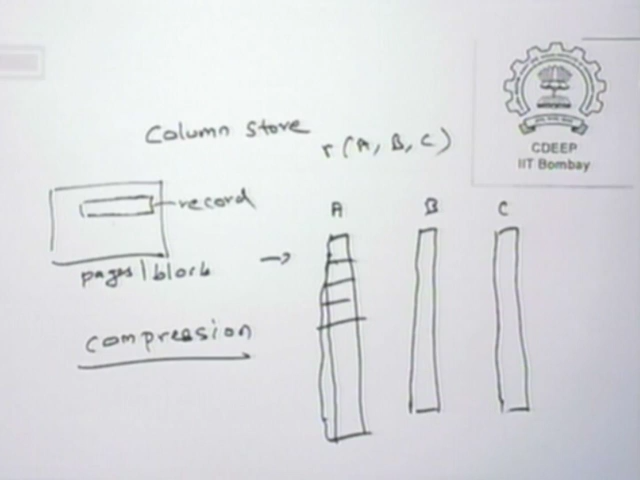 Column store
r (A, B, C)
record
pages/block
compression
A
B
C
CDEEP
IIT Bombay